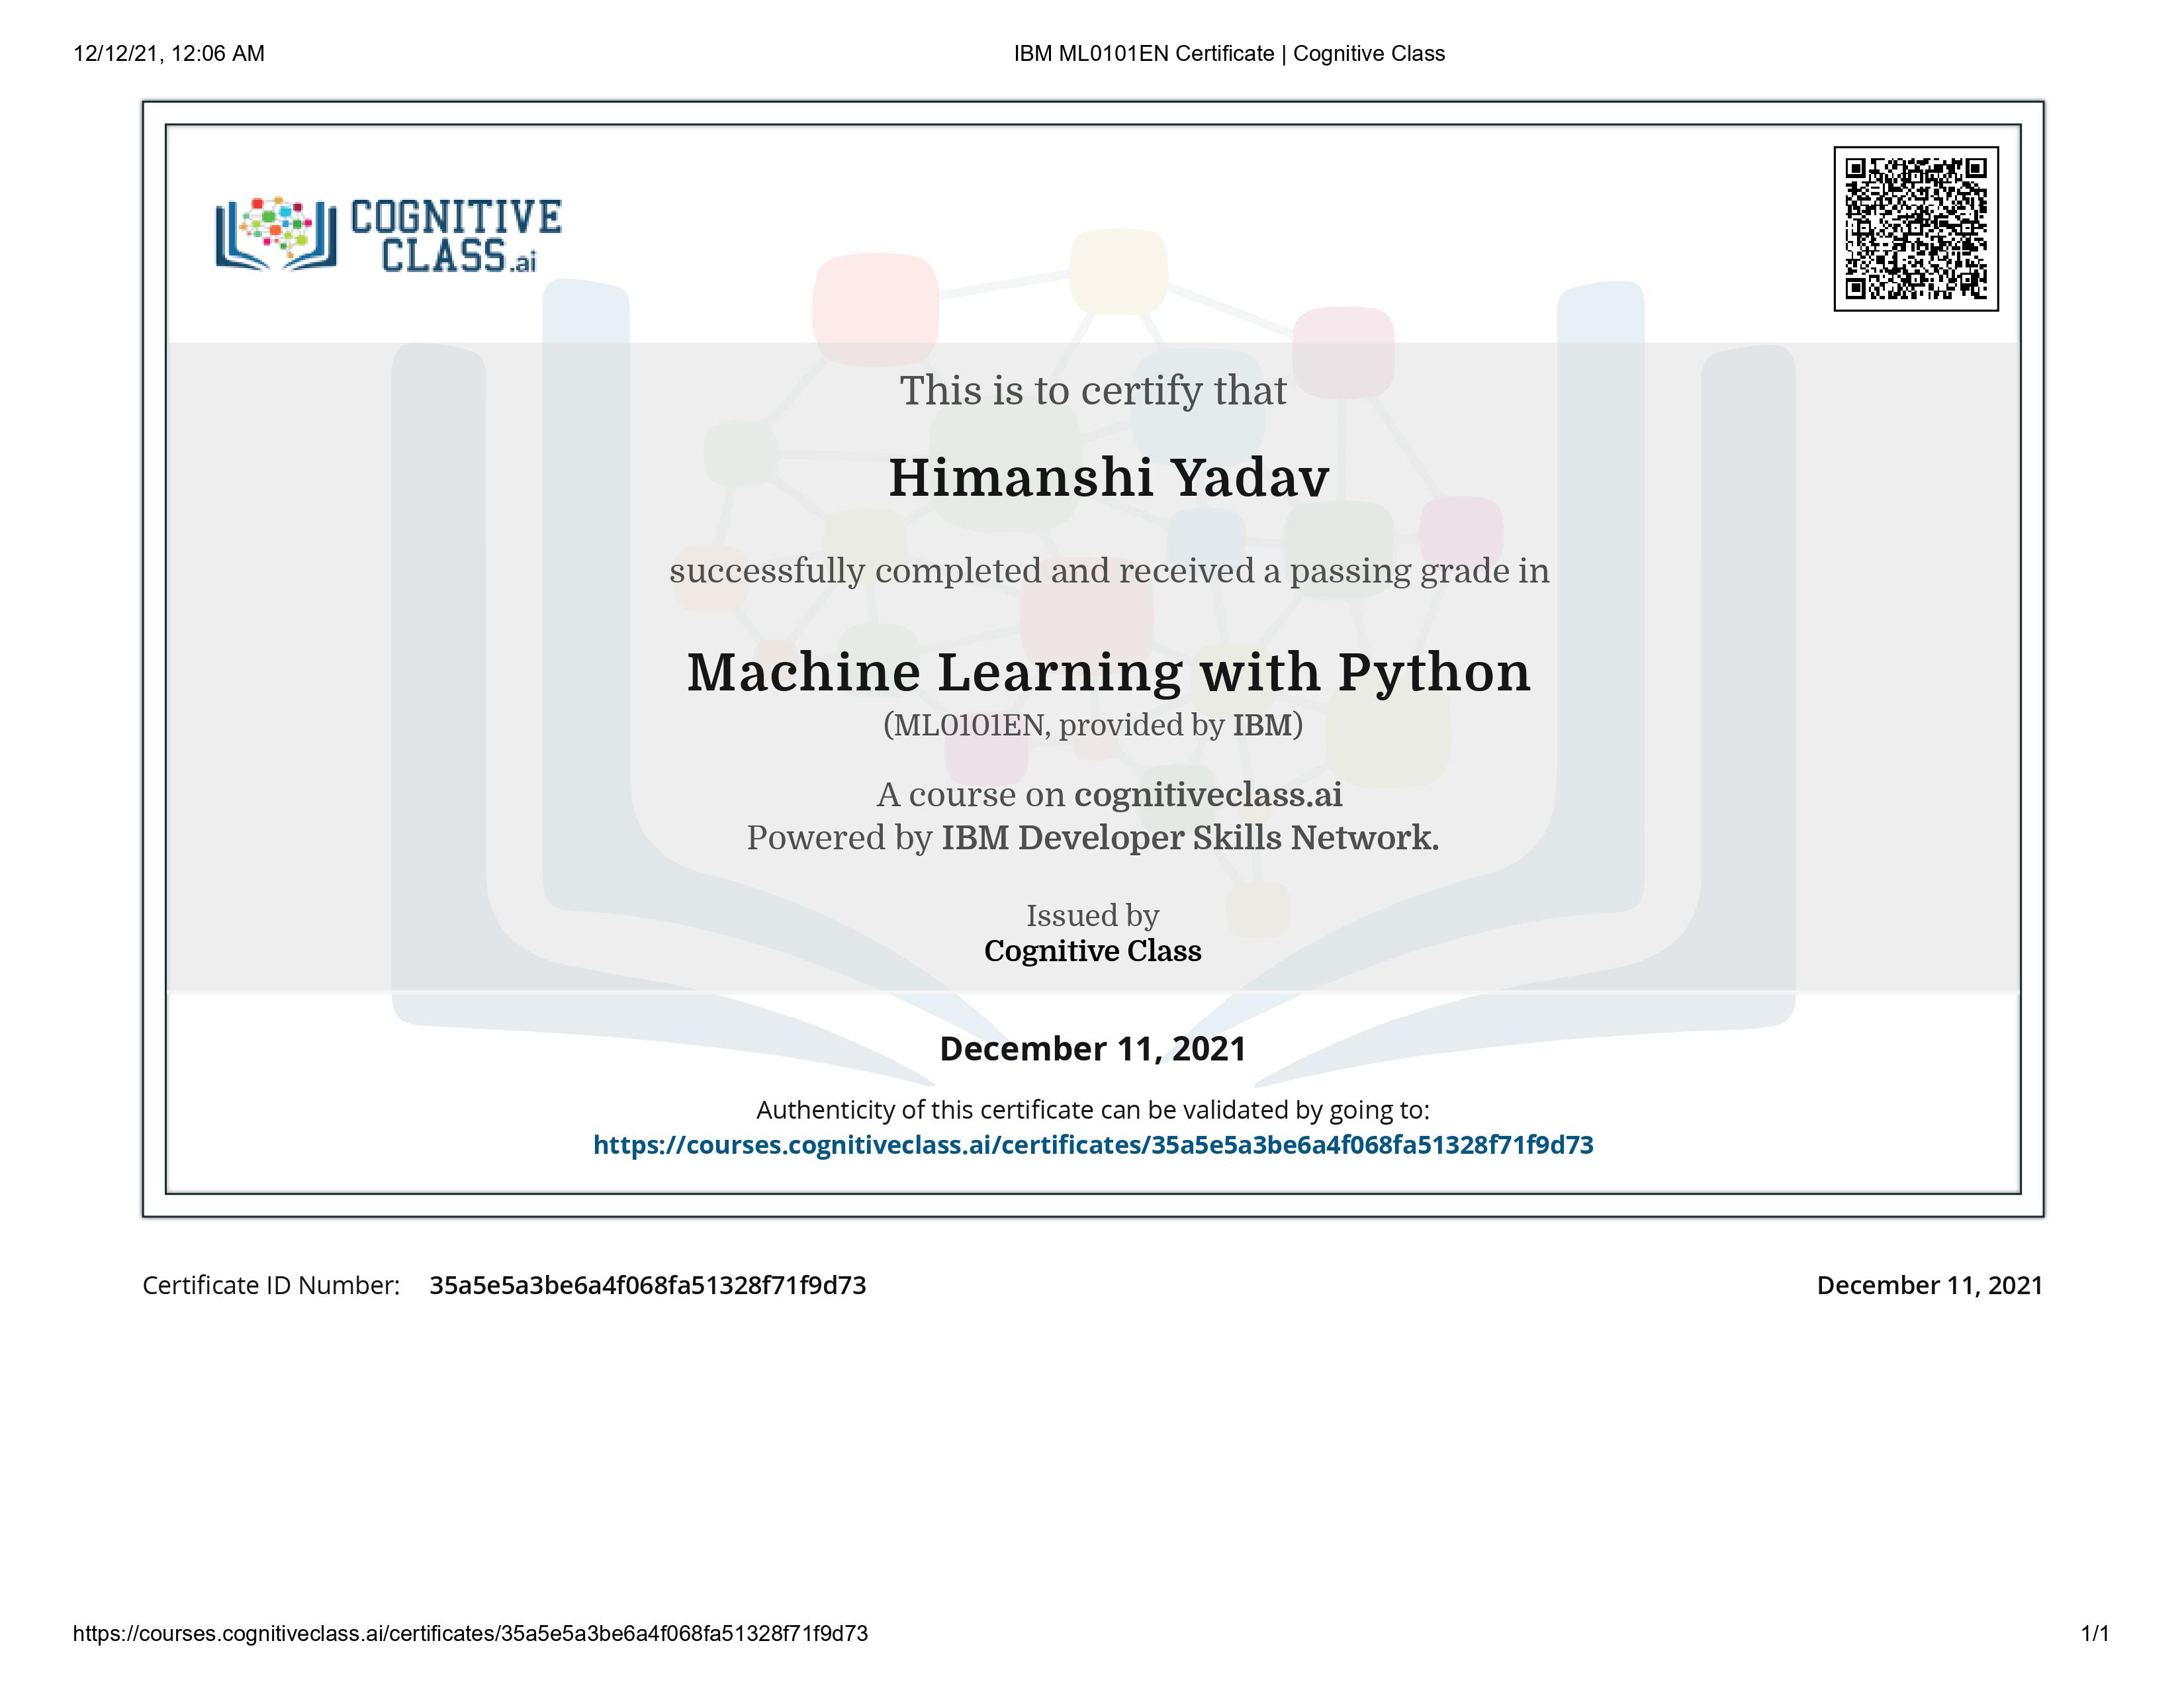 12/12/21, 12:06 AM
IBM ML0101EN Certificate | Cognitive Class
COGNITIVE
CLASS.ai
This is to certify that
Himanshi Yadav
successfully completed and received a passing grade in
Machine Learning with Python
(ML0101EN, provided by IBM)
A course on cognitiveclass.ai
Powered by IBM Developer Skills Network.
Issued by
Cognitive Class
December 11, 2021
Authenticity of this certificate can be validated by going to:
https://courses.cognitiveclass.ai/certificates/35a5e5a3be6a4f068fa51328f71f9d73
Certificate ID Number: 35a5e5a3be6a4f068fa51328f71f9d73
December 11, 2021
https://courses.cognitiveclass.ai/certificates/35a5e5a3be6a4f068fa51328f71f9d73
1/1